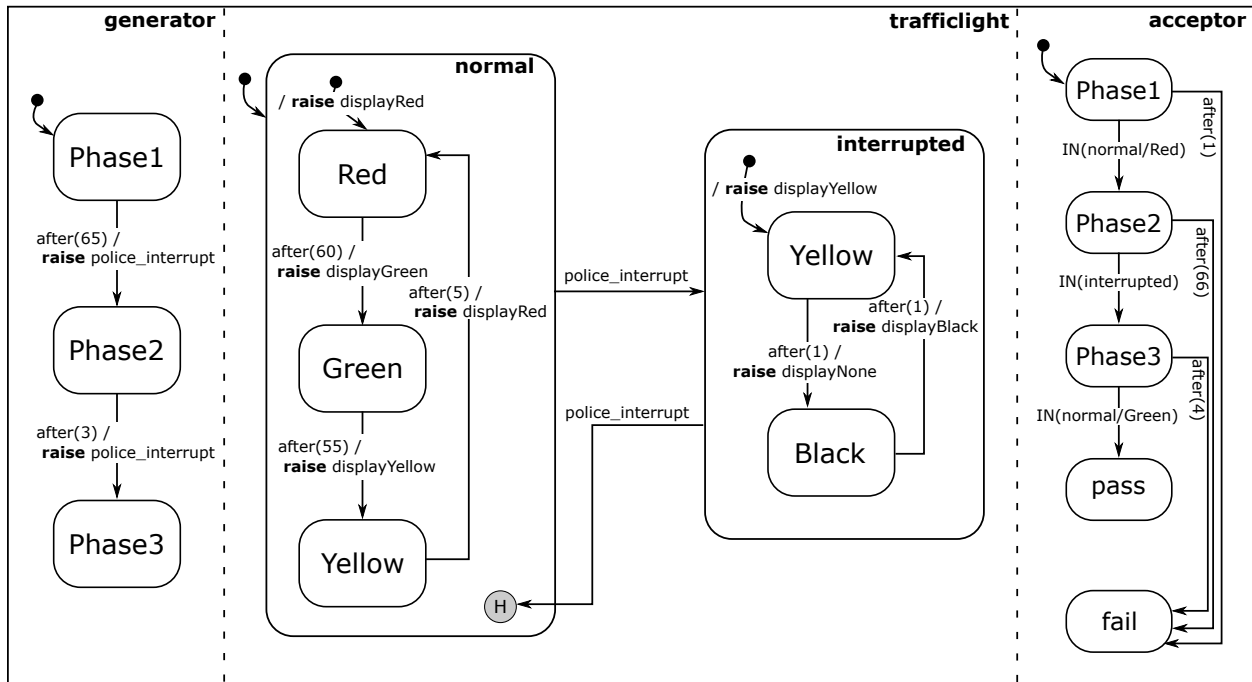 generator
trafficlight
acceptor
Phase1
after(65) /
raise police_interrupt
Phase2
after(3) /
raise police_interrupt
Phase3
normal
/ raise displayRed
Red
after(60) /
raise displayGreen
after(5) /
raise displayRed
Green
after(55) /
raise displayYellow
Yellow
H
police_interrupt
police_interrupt
interrupted
/ raise displayYellow
Yellow
after(1) /
raise displayBlack
after(1) /
raise displayNone
Black
Phase1
after(1)
IN(normal/Red)
Phase2
after(66)
IN(interrupted)
Phase3
after(4)
IN(normal/Green)
pass
fail